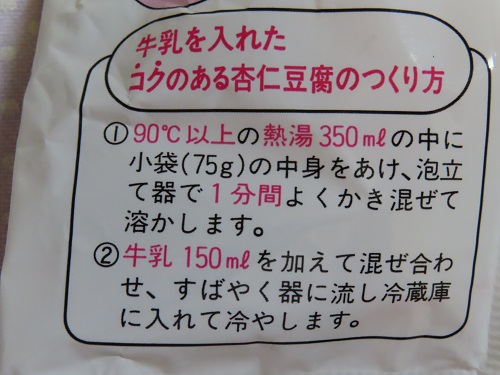 牛乳を入れた
コクのある杏仁豆腐のつくり方
① 90℃以上の熱湯350mlの中に
小袋(75g)の中身をあけ、泡立
て器で1分間よくかき混ぜて
溶かします。
② 牛乳150mlを加えて混ぜ合わ
せ、すばやく器に流し冷蔵庫
に入れて冷やします。